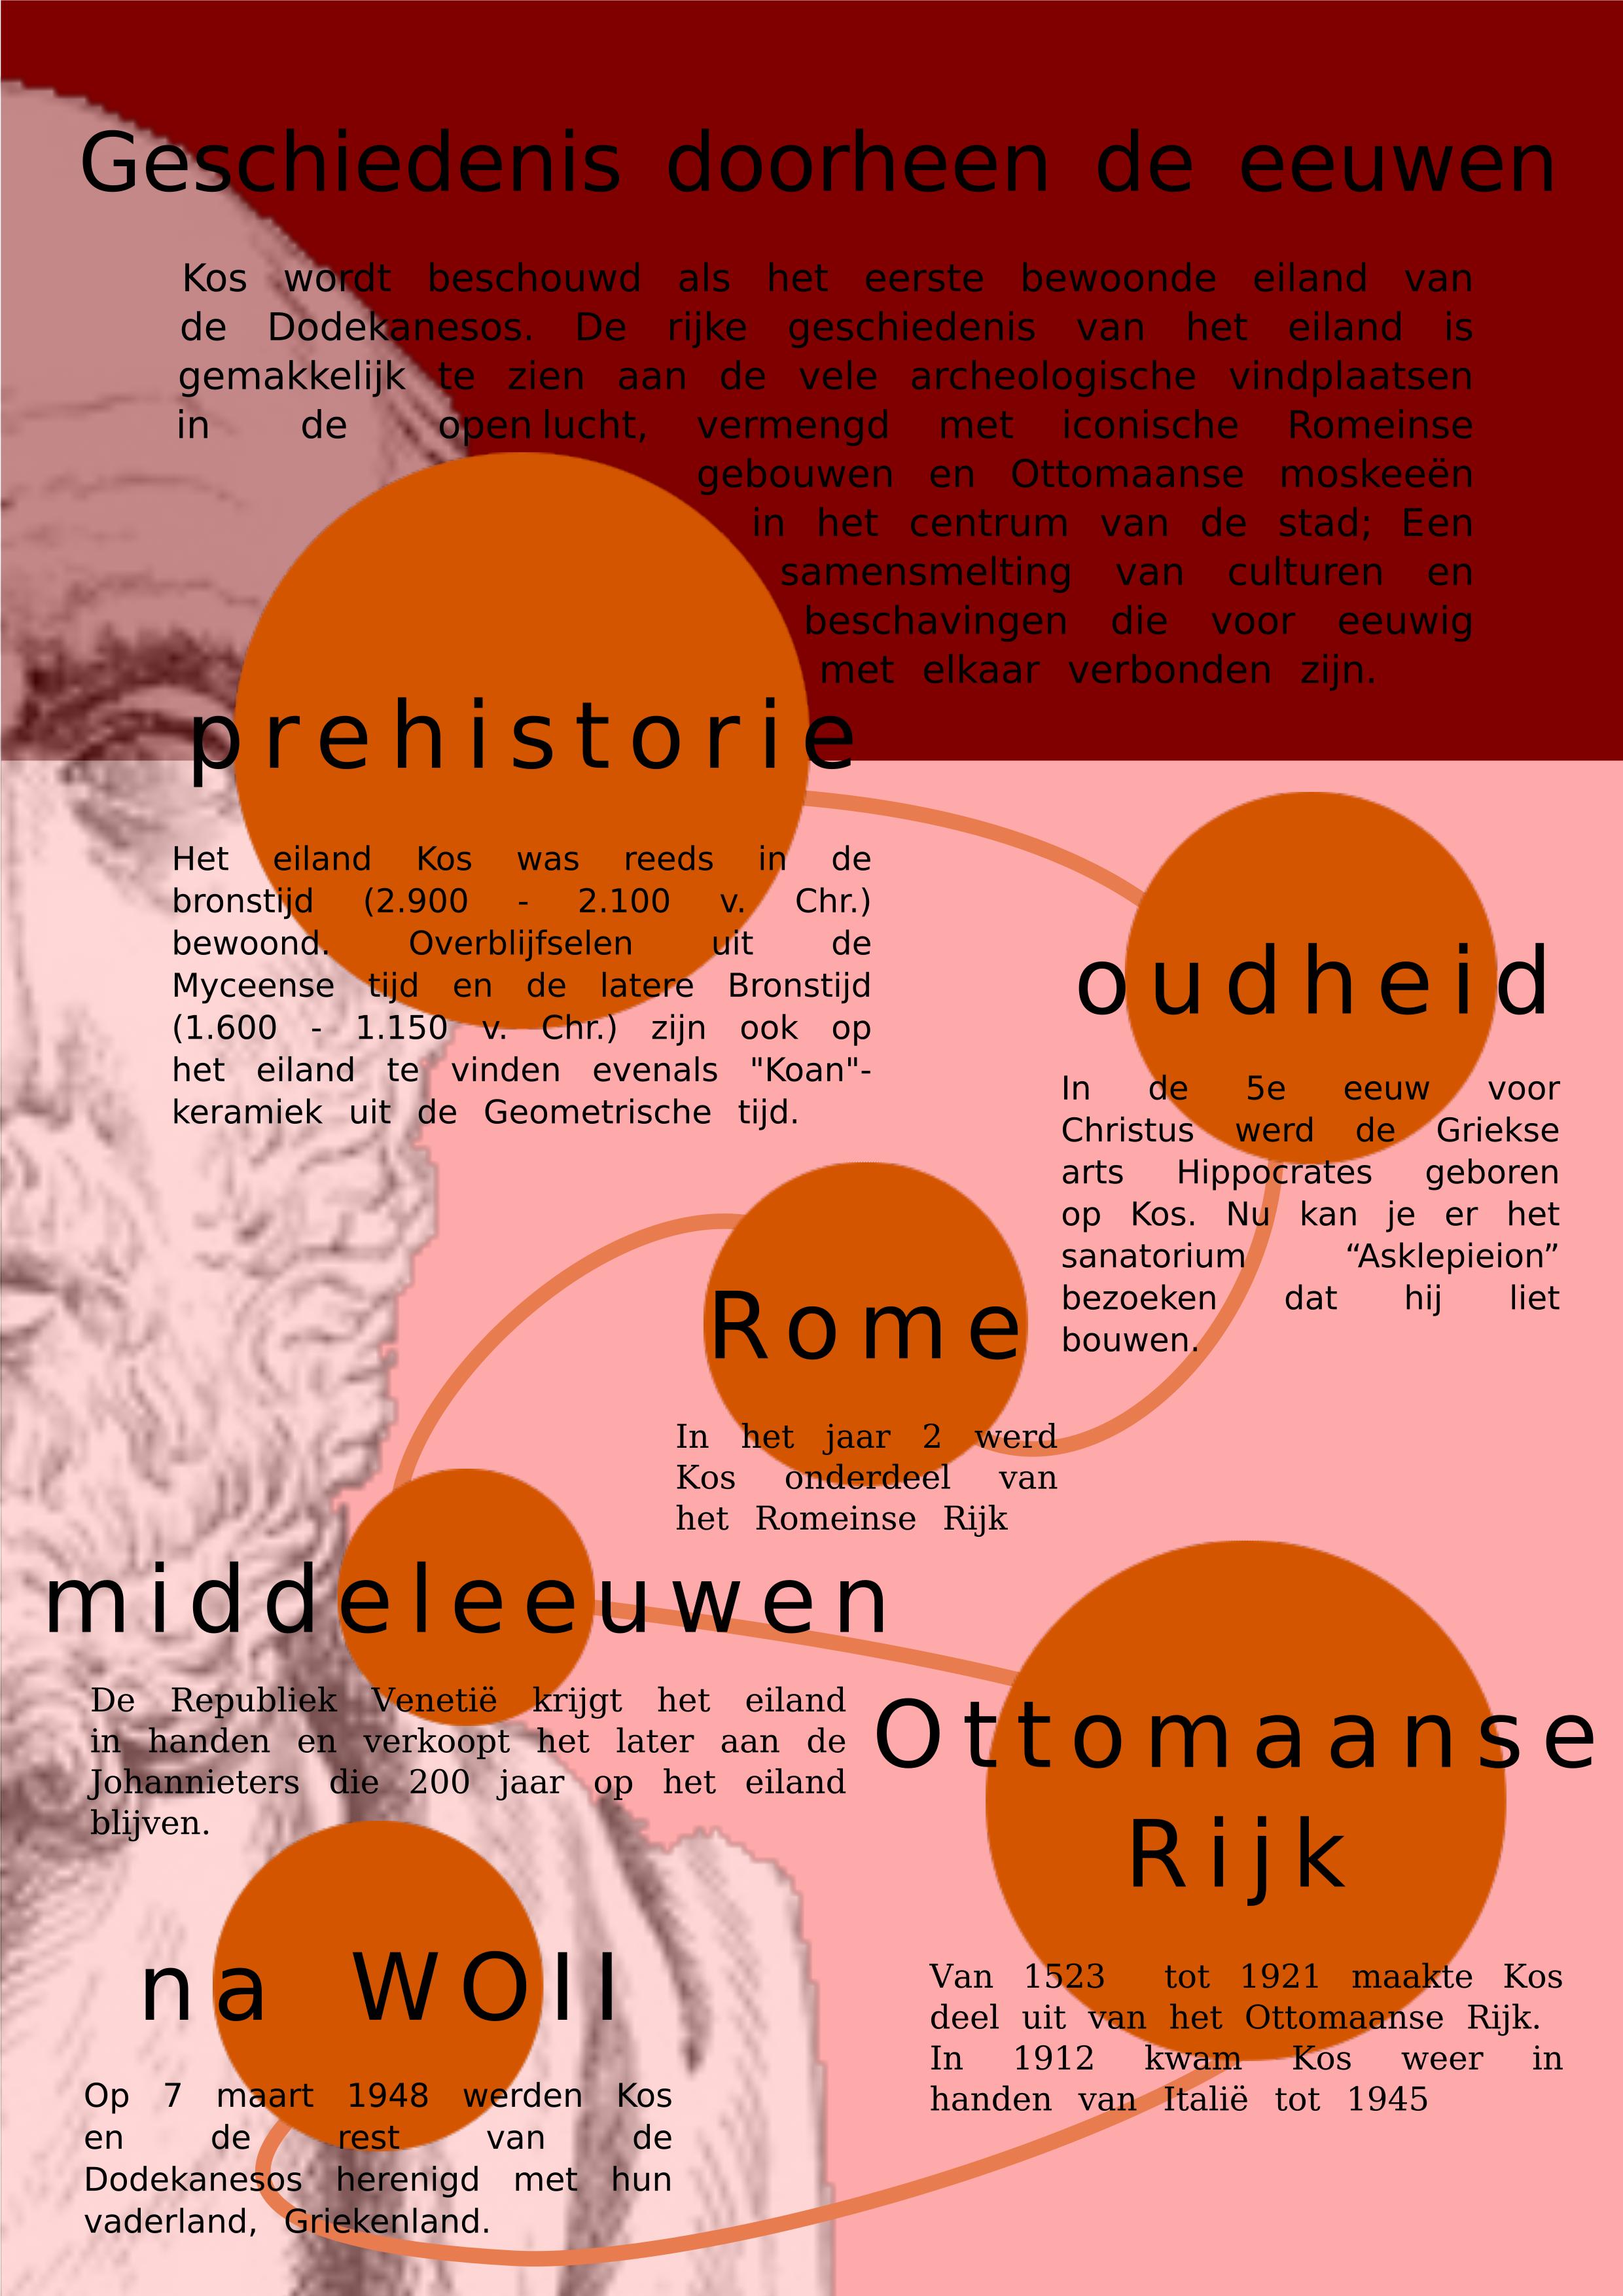 Geschiedenis doorheen de eeuwen
Kos wordt beschouwd als het eerste bewoonde eiland van
de Dodekanesos. De rijke geschiedenis van het eiland is
gemakkelijk te zien aan de vele archeologische vindplaatsen
in de open lucht, vermengd met iconische Romeinse
gebouwen en Ottomaanse moskeeën
in het centrum van de stad; Een
samensmelting van culturen en
beschavingen die voor eeuwig
met elkaar verbonden zijn.
prehistorie
Het eiland Kos was reeds in de
bronstijd (2.900 - 2.100 v. Chr.)
bewoond. Overblijfselen uit de
Myceense tijd en de latere Bronstijd
(1.600 - 1.150 v. Chr.) zijn ook op
het eiland te vinden evenals "Koan"-
keramiek uit de Geometrische tijd.
oudheid
In de 5e eeuw voor
Christus werd de Griekse
arts Hippocrates geboren
op Kos. Nu kan je er het
sanatorium “Asklepieion”
bezoeken dat hij liet
bouwen.
Rome
In het jaar 2 werd
Kos onderdeel van
het Romeinse Rijk
middeleeuwen
De Republiek Venetië krijgt het eiland
in handen en verkoopt het later aan de
Johannieters die 200 jaar op het eiland
blijven.
Ottomaanse
Rijk
Van 1523 tot 1921 maakte Kos
deel uit van het Ottomaanse Rijk.
In 1912 kwam Kos weer in
handen van Italië tot 1945
na WOII
Op 7 maart 1948 werden Kos
en de rest van de
Dodekanesos herenigd met hun
vaderland, Griekenland.